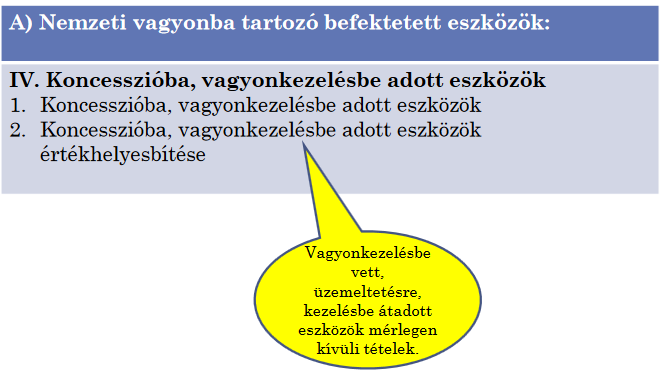 A) Nemzeti vagyonba tartozó befektetett eszközök:
IV. Koncesszióba, vagyonkezelésbe adott eszközök
1. Koncesszióba, vagyonkezelésbe adott eszközök
2. Koncesszióba, vagyonkezelésbe adott eszközök
értékhelyesbítése
Vagyonkezelésbe
vett,
üzemeltetésre,
kezelésbe átadott
eszközök mérlegen
kívüli tételek.